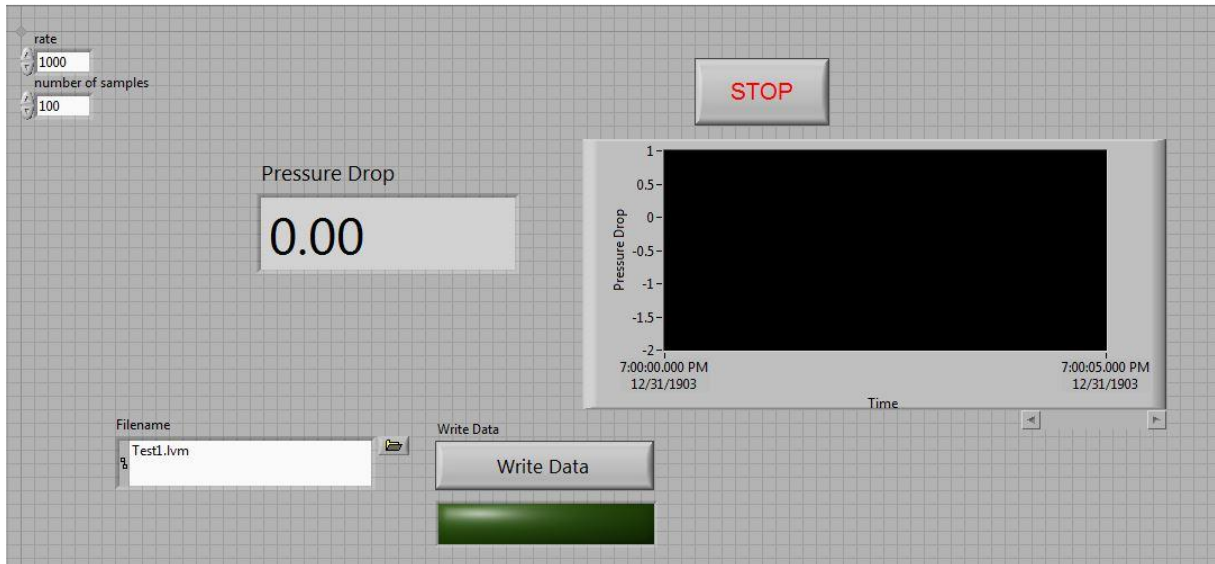 rate
1000
number of samples
100
STOP
Pressure Drop
0.00
1
0.5
0
-0.5
-1
-1.5
-2
Pressure Drop
7:00:00.000 PM
12/31/1903
7:00:05.000 PM
12/31/1903
Time
Filename
Test1.lvm
Write Data
Write Data